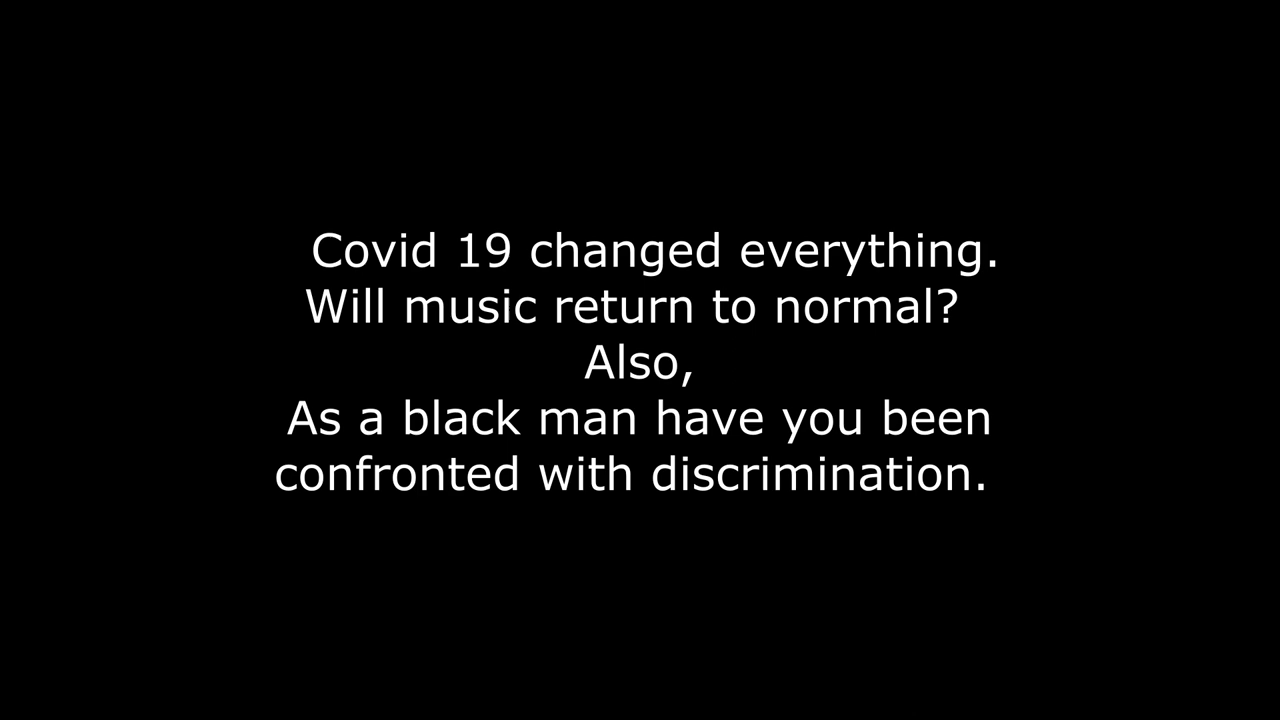 Covid 19 changed everything.
Will music return to normal?
Also,
As a black man have you been
confronted with discrimination.